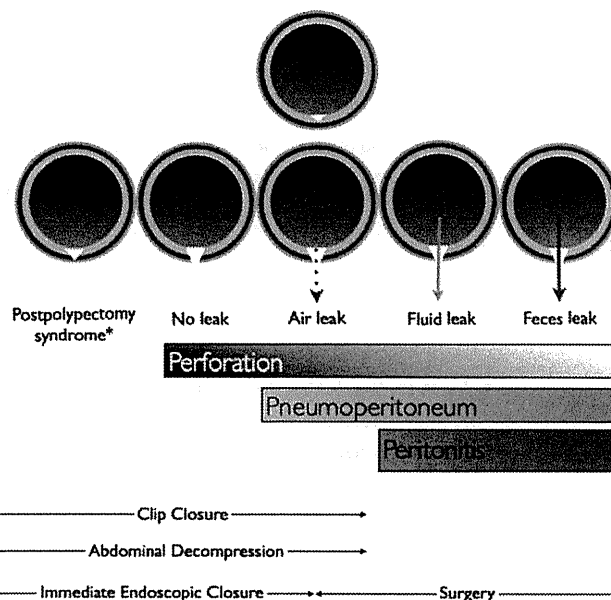 Postpolypectomy
syndrome*
No leak
Air leak
Fluid leak
Feces leak
Perforation
Pneumoperitoneum
Peritonitis
Clip Closure
Abdominal Decompression
Immediate Endoscopic Closure
Surgery